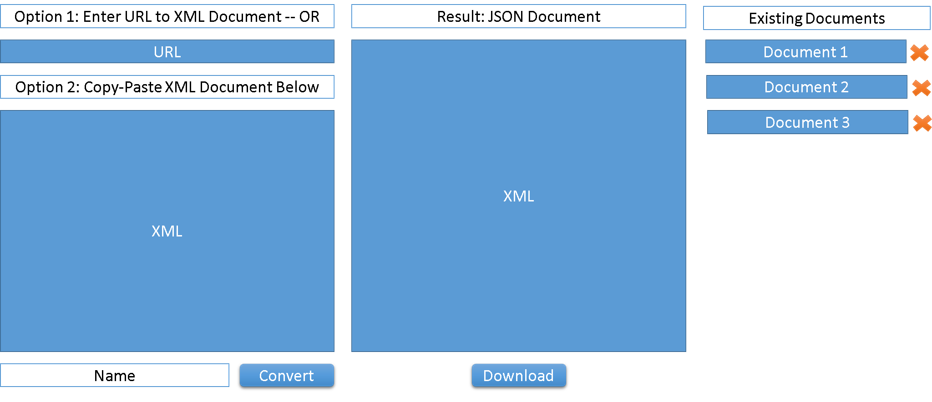 Option 1: Enter URL to XML Document -- OR
URL
Option 2: Copy-Paste XML Document Below
XML
Name
Convert
Result: JSON Document
XML
Download
Existing Documents
Document 1
Document 2
Document 3